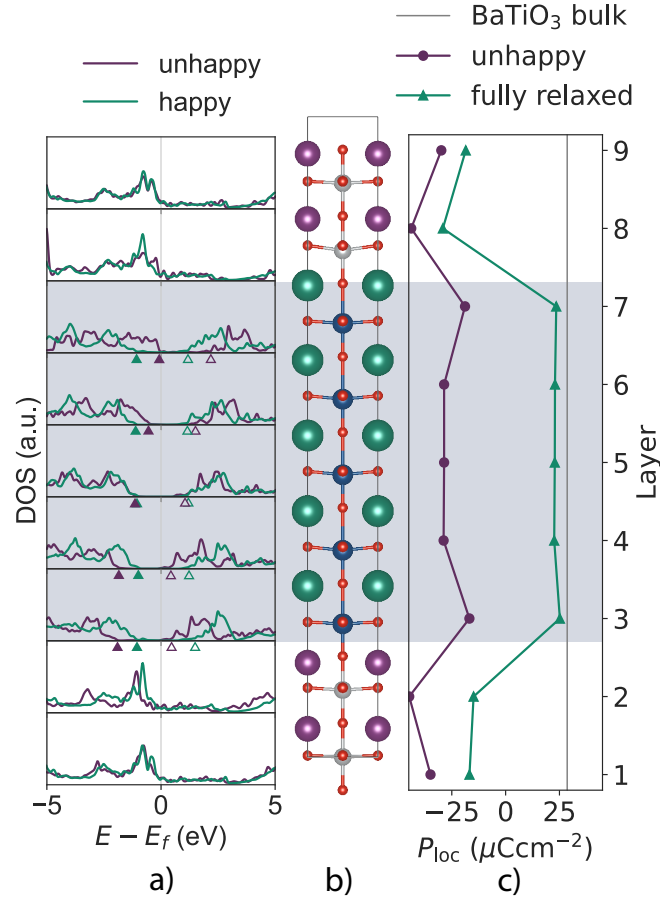 BaTiO₃ bulk
unhappy
fully relaxed
unhappy
happy
DOS (a.u.)
−5 0 5
E − E_f (eV)
9
8
7
6
5
4
3
2
1
Layer
−25 0 25
P_loc (μCcm⁻²)
a) b) c)